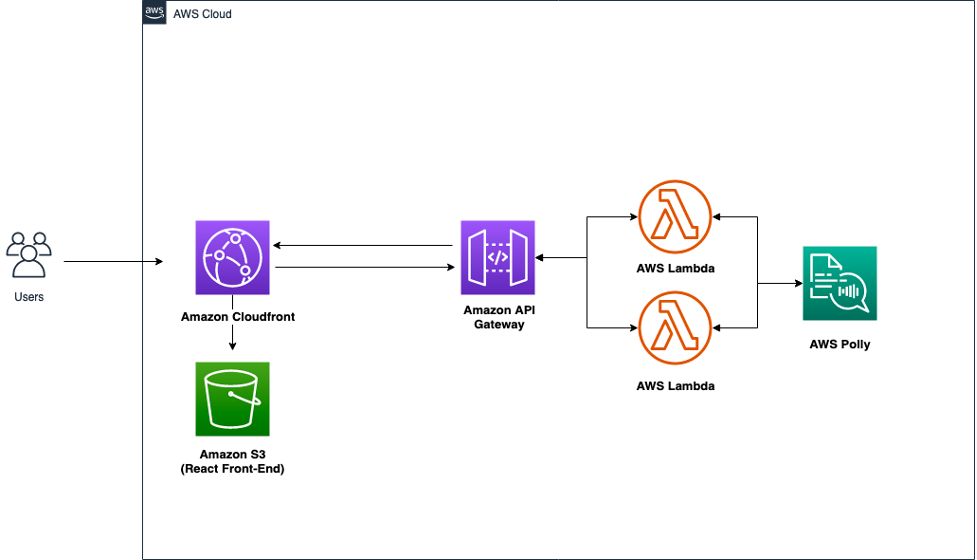 aws
AWS Cloud
Users
Amazon Cloudfront
Amazon S3
(React Front-End)
</>
Amazon API
Gateway
AWS Lambda
AWS Lambda
AWS Polly